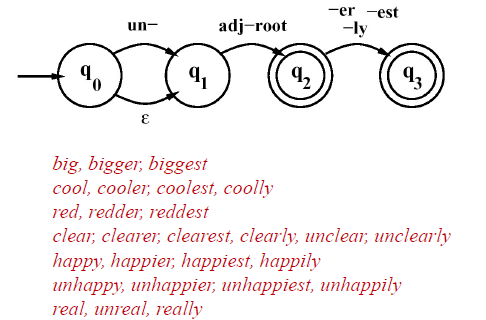 un– adj–root –er –est
–ly
q0 q1 q2 q3
ε
big, bigger, biggest
cool, cooler, coolest, coolly
red, redder, reddest
clear, clearer, clearest, clearly, unclear, unclearly
happy, happier, happiest, happily
unhappy, unhappier, unhappiest, unhappily
real, unreal, really